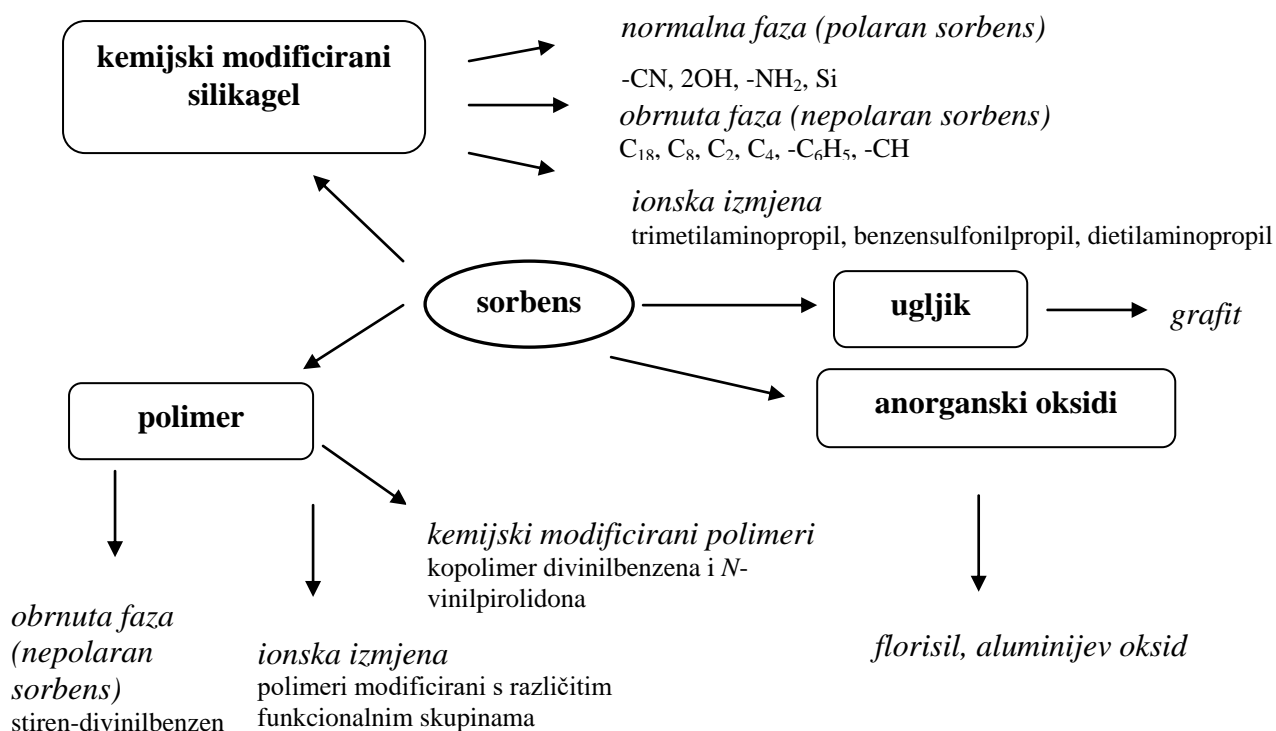 kemijski modificirani
silikagel
normalna faza (polaran sorbens)
-CN, 2OH, -NH₂, Si
obrnuta faza (nepolaran sorbens)
C₁₈, C₈, C₂, C₄, -C₆H₅, -CH
ionska izmjena
trimetilaminopropil, benzensulfonilpropil, dietilaminopropil
sorbens
ugljik
grafit
anorganski oksidi
florisil, aluminijev oksid
polimer
kemijski modificirani polimeri
kopolimer divinilbenzena i N-
vinilpirolidona
obrnuta faza
(nepolaran
sorbens)
stiren-divinilbenzen
ionska izmjena
polimeri modificirani s različitim
funkcionalnim skupinama